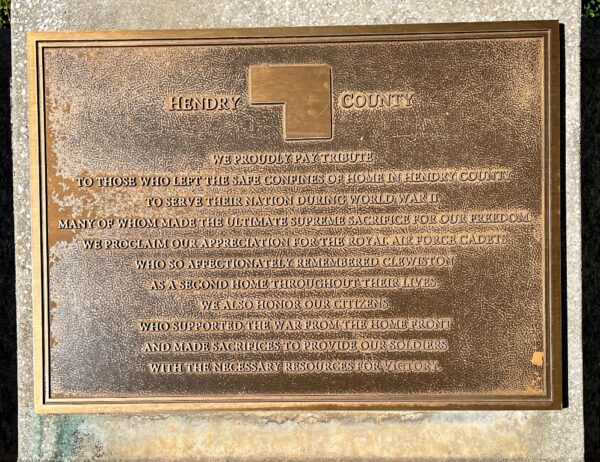 HENDRY COUNTY
WE PROUDLY PAY TRIBUTE
TO THOSE WHO LEFT THE SAFE CONFINES OF HOME IN HENDRY COUNTY
TO SERVE THEIR NATION DURING WORLD WAR II
MANY OF WHOM MADE THE ULTIMATE SUPREME SACRIFICE FOR OUR FREEDOM.
WE PROCLAIM OUR APPRECIATION FOR THE ROYAL AIR FORCE CADETS
WHO SO AFFECTIONATELY REMEMBERED CLEWISTON
AS A SECOND HOME THROUGHOUT THEIR LIVES.
WE ALSO HONOR OUR CITIZENS
WHO SUPPORTED THE WAR FROM THE HOME FRONT
AND MADE SACRIFICES TO PROVIDE OUR SOLDIERS
WITH THE NECESSARY RESOURCES FOR VICTORY.